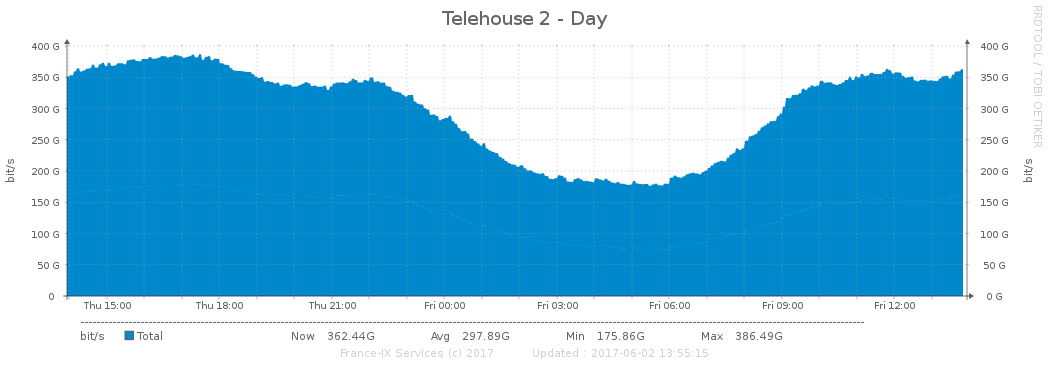 Telehouse 2 - Day
RRDTOOL / TOBI OETIKER
400 G 400 G
350 G 350 G
300 G 300 G
250 G 250 G
200 G 200 G
150 G 150 G
100 G 100 G
50 G 50 G
0 0 G
bit/s
bit/s
Thu 15:00 Thu 18:00 Thu 21:00 Fri 00:00 Fri 03:00 Fri 06:00 Fri 09:00 Fri 12:00
bit/s Total Now 362.44G Avg 297.89G Min 175.86G Max 386.49G
France-IX Services (c) 2017 Updated : 2017-06-02 13:55:15